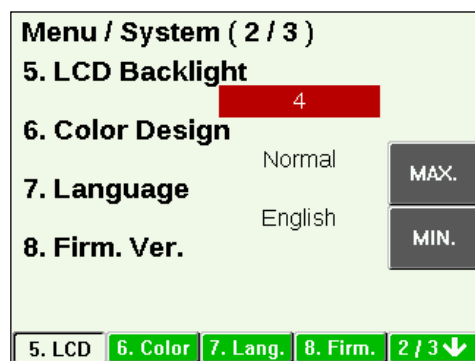 Menu / System ( 2 / 3 )
5. LCD Backlight
4
6. Color Design
Normal
MAX.
7. Language
English
MIN.
8. Firm. Ver.
5. LCD 6. Color 7. Lang. 8. Firm. 2 / 3